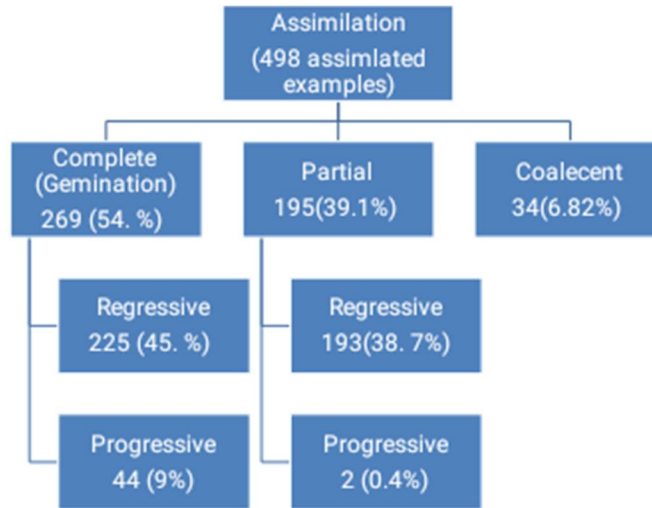 Assimilation
(498 assimlated
examples)
Complete
(Gemination)
269 (54. %)
Partial
195(39.1%)
Coalecent
34(6.82%)
Regressive
225 (45. %)
Regressive
193(38. 7%)
Progressive
44 (9%)
Progressive
2 (0.4%)